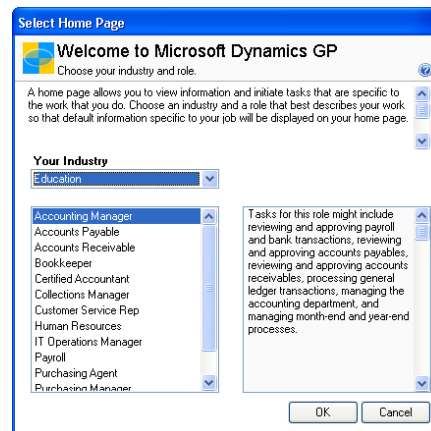 Select Home Page
Welcome to Microsoft Dynamics GP
Choose your industry and role.
A home page allows you to view information and initiate tasks that are specific to
the work that you do. Choose an industry and a role that best describes your work
so that default information specific to your job will be displayed on your home page.
Your Industry
Education
Accounting Manager
Accounts Payable
Accounts Receivable
Bookkeeper
Certified Accountant
Collections Manager
Customer Service Rep
Human Resources
IT Operations Manager
Payroll
Purchasing Agent
Purchasing Manager
Tasks for this role might include
reviewing and approving payroll
and bank transactions, reviewing
and approving accounts payables,
reviewing and approving accounts
receivables, processing general
ledger transactions, managing the
accounting department, and
managing month-end and year-end
processes.
OK
Cancel